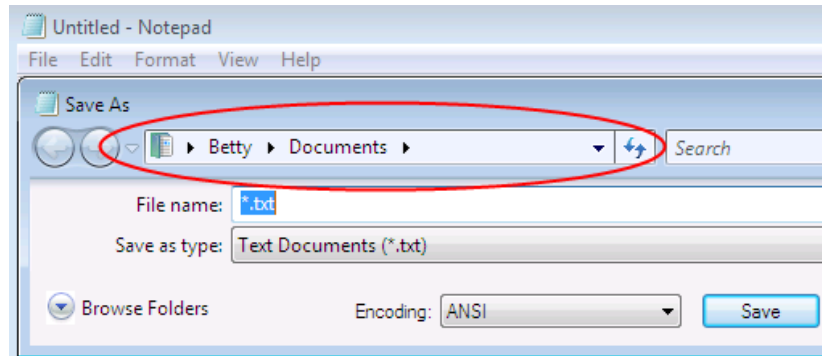 Untitled - Notepad
File Edit Format View Help
Save As
Betty Documents Search
File name: *.txt
Save as type: Text Documents (*.txt)
Browse Folders Encoding: ANSI Save